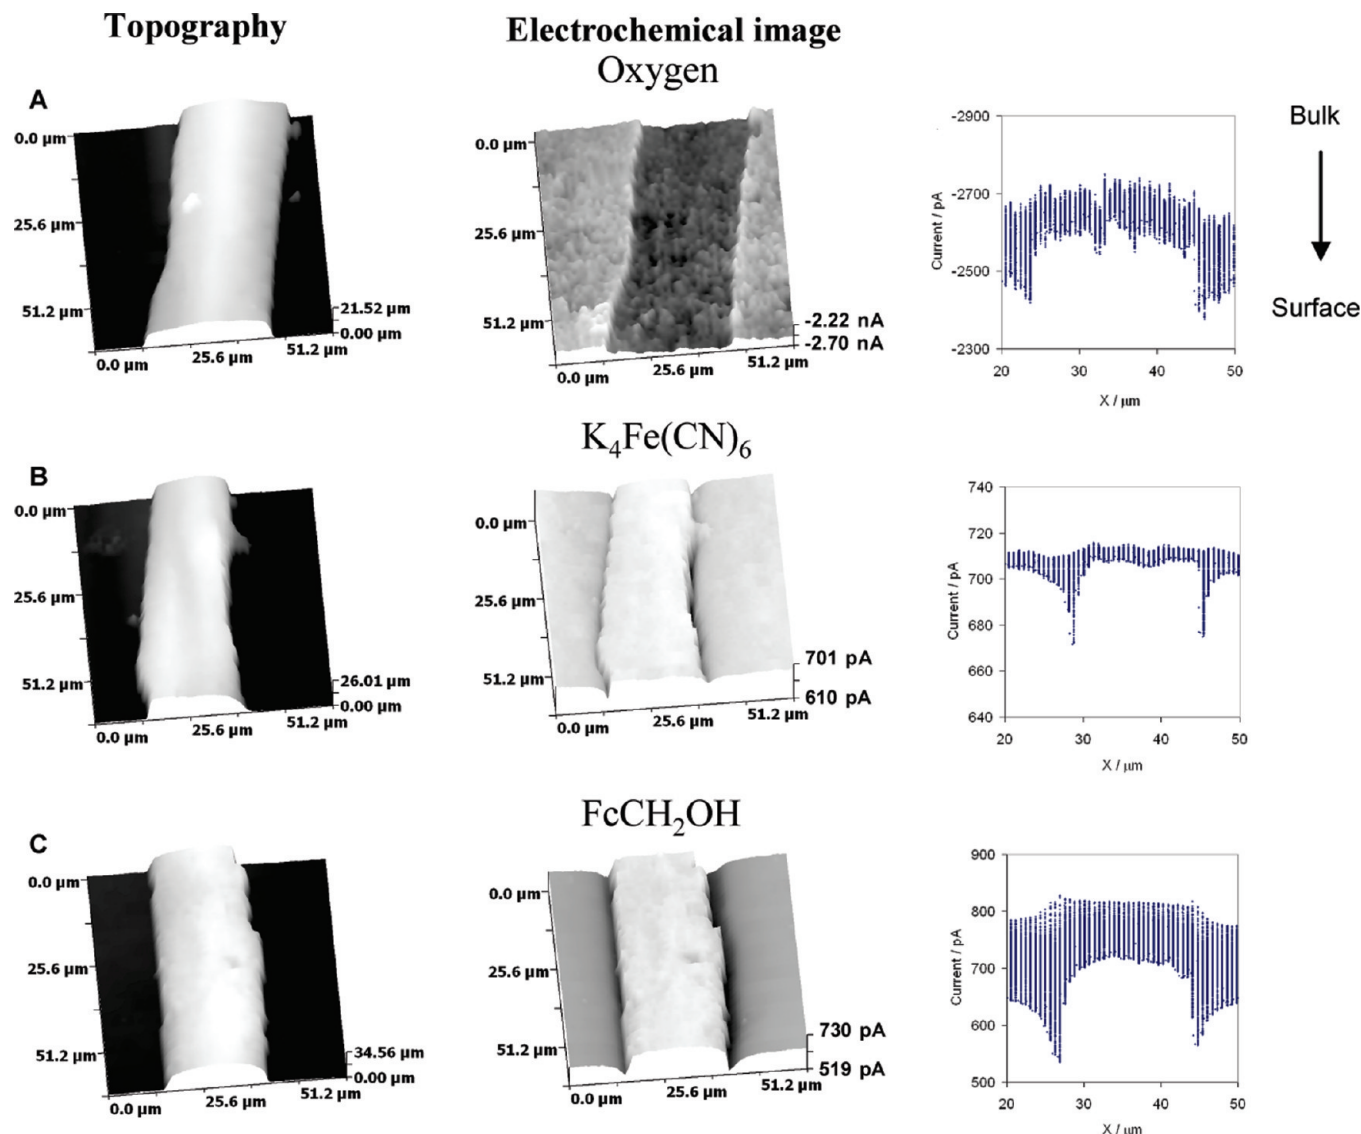 Topography
Electrochemical image
Oxygen
A
0.0 µm
25.6 µm
51.2 µm
21.52 µm
0.00 µm
0.0 µm
25.6 µm
51.2 µm
0.0 µm
25.6 µm
51.2 µm
-2.22 nA
-2.70 nA
0.0 µm
25.6 µm
51.2 µm
-2900
-2700
-2500
-2300
Current / pA
20
30
40
50
X / µm
Bulk
Surface
K₄Fe(CN)₆
B
0.0 µm
25.6 µm
51.2 µm
26.01 µm
0.00 µm
0.0 µm
25.6 µm
51.2 µm
0.0 µm
25.6 µm
51.2 µm
701 pA
610 pA
0.0 µm
25.6 µm
51.2 µm
740
720
700
680
660
640
Current / pA
20
30
40
50
X / µm
FcCH₂OH
C
0.0 µm
25.6 µm
51.2 µm
34.56 µm
0.00 µm
0.0 µm
25.6 µm
51.2 µm
0.0 µm
25.6 µm
51.2 µm
730 pA
519 pA
0.0 µm
25.6 µm
51.2 µm
900
800
700
600
500
Current / pA
20
30
40
50
X / µm